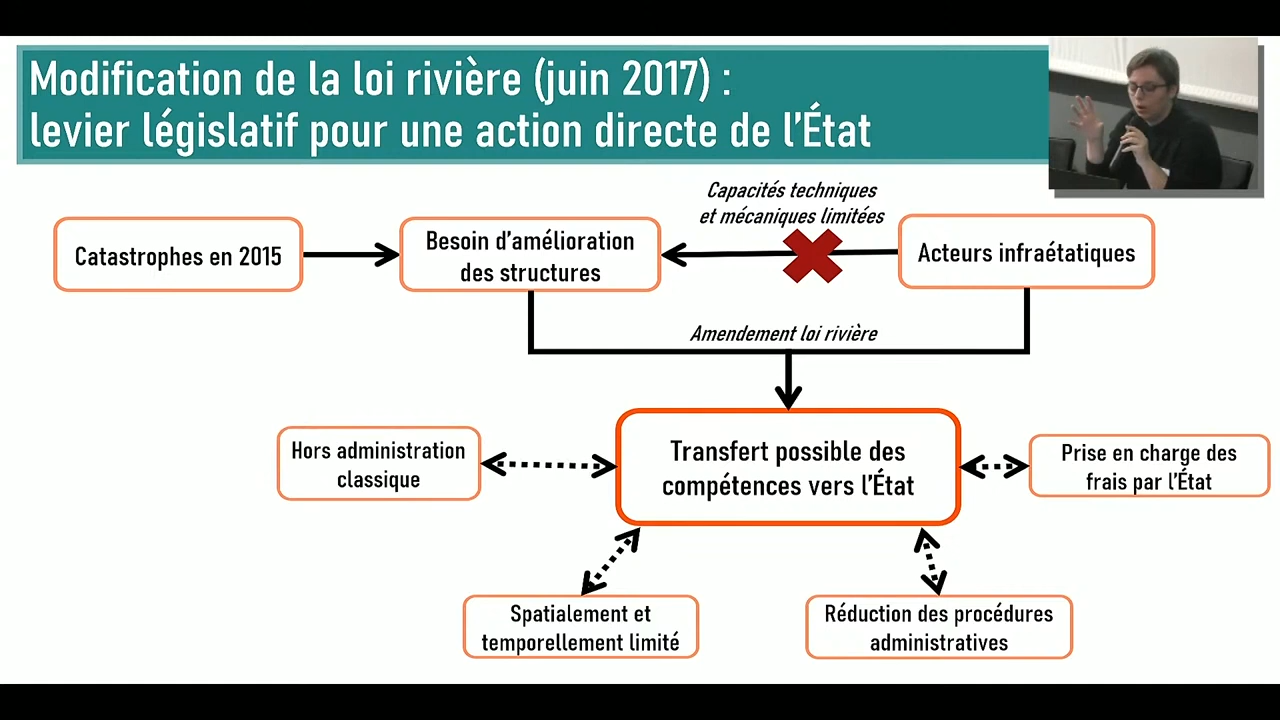 Modification de la loi rivière (juin 2017) :
levier législatif pour une action directe de l'État
Capacités techniques
et mécaniques limitées
Catastrophes en 2015
Besoin d'amélioration
des structures
Acteurs infraétatiques
Amendement loi rivière
Hors administration
classique
Transfert possible des
compétences vers l'État
Prise en charge des
frais par l'État
Spatialement et
temporellement limité
Réduction des procédures
administratives